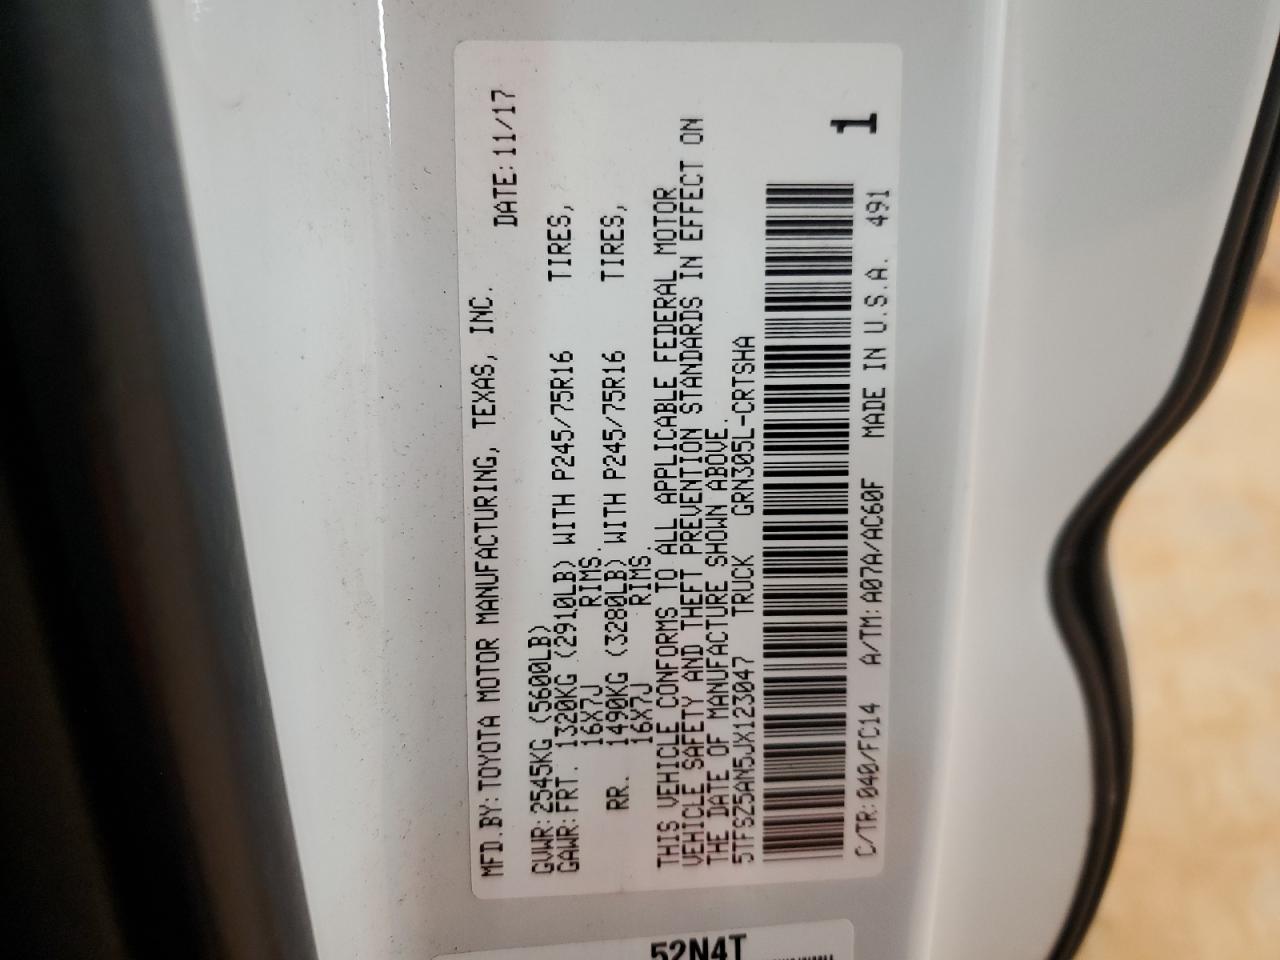 MFD.BY: TOYOTA MOTOR MANUFACTURING, TEXAS, INC.
DATE: 11/17
GVWR: 2545KG (5600LB)
GAWR: FRT. 1320KG (2910LB) WITH P245/75R16 TIRES,
16X7J RIMS.
RR. 1490KG (3280LB) WITH P245/75R16 TIRES,
16X7J RIMS.
THIS VEHICLE CONFORMS TO ALL APPLICABLE FEDERAL MOTOR
VEHICLE SAFETY AND THEFT PREVENTION STANDARDS IN EFFECT ON
THE DATE OF MANUFACTURE SHOWN ABOVE.
5TFSZ5AN5JX123047 TRUCK GRN305L-CRTSHA
1
C/TR: 040/FC14 A/TM: A07A/AC60F MADE IN U.S.A. 491
52N4T